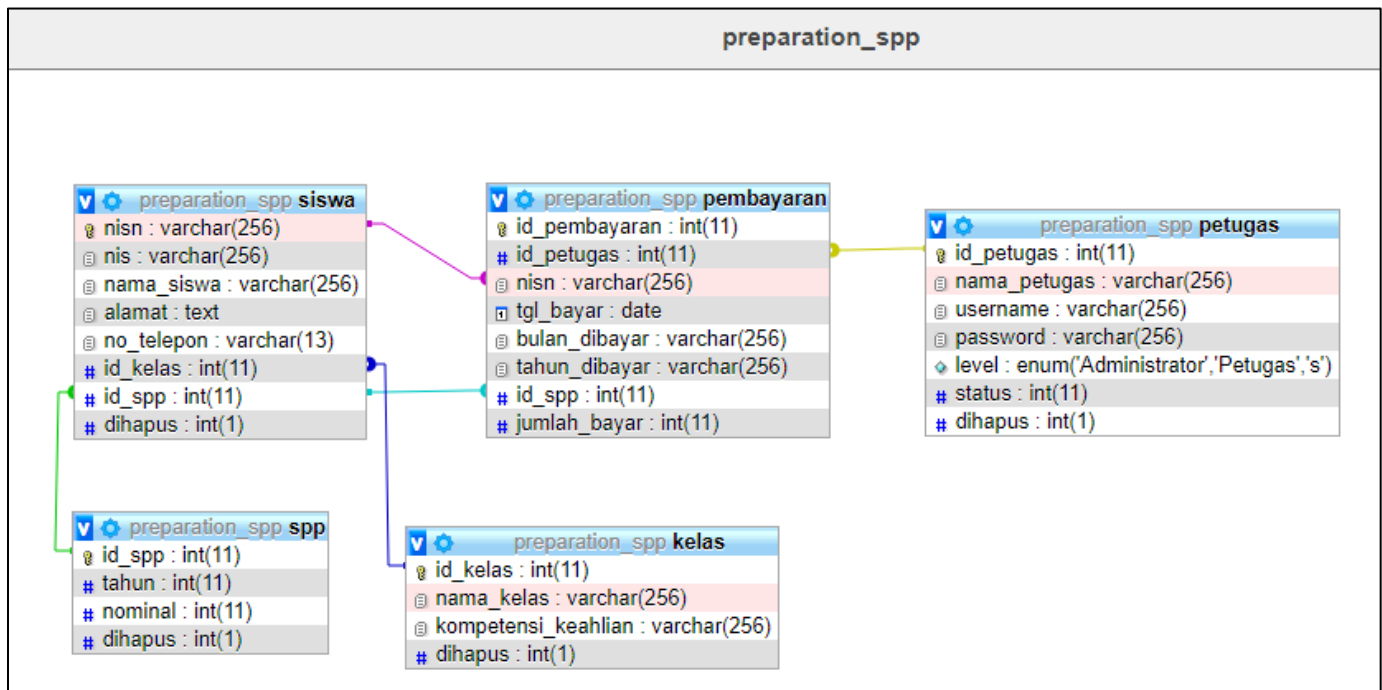 preparation_spp
preparation_spp siswa
nisn : varchar(256)
nis : varchar(256)
nama_siswa : varchar(256)
alamat : text
no_telepon : varchar(13)
id_kelas : int(11)
id_spp : int(11)
dihapus : int(1)
preparation_spp pembayaran
id_pembayaran : int(11)
id_petugas : int(11)
nisn : varchar(256)
tgl_bayar : date
bulan_dibayar : varchar(256)
tahun_dibayar : varchar(256)
id_spp : int(11)
jumlah_bayar : int(11)
preparation_spp petugas
id_petugas : int(11)
nama_petugas : varchar(256)
username : varchar(256)
password : varchar(256)
level : enum('Administrator','Petugas','s')
status : int(11)
dihapus : int(1)
preparation_spp spp
id_spp : int(11)
tahun : int(11)
nominal : int(11)
dihapus : int(1)
preparation_spp kelas
id_kelas : int(11)
nama_kelas : varchar(256)
kompetensi_keahlian : varchar(256)
dihapus : int(1)